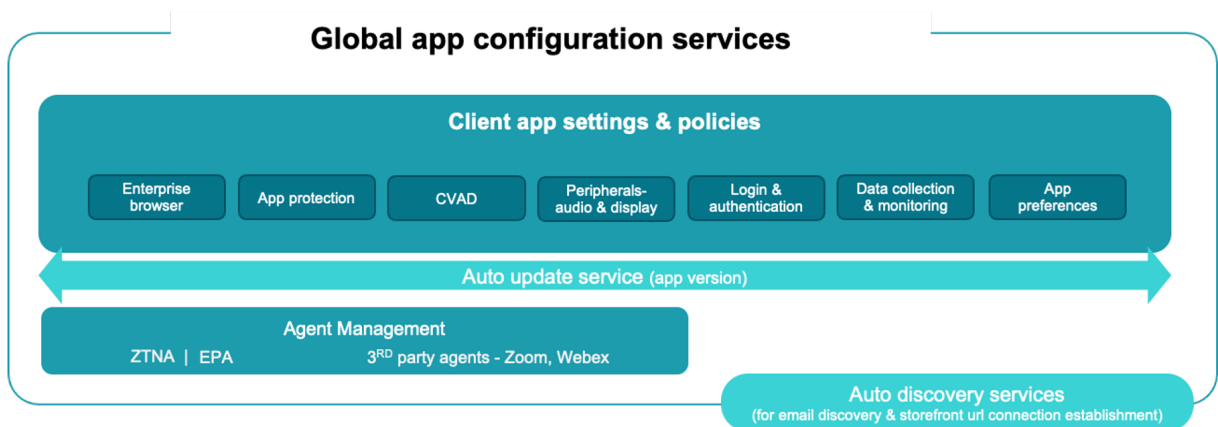 Global app configuration services
Client app settings & policies
Enterprise
browser
App protection
CVAD
Peripherals-
audio & display
Login &
authentication
Data collection
& monitoring
App
preferences
Auto update service (app version)
Agent Management
ZTNA | EPA
3RD party agents - Zoom, Webex
Auto discovery services
(for email discovery & storefront url connection establishment)